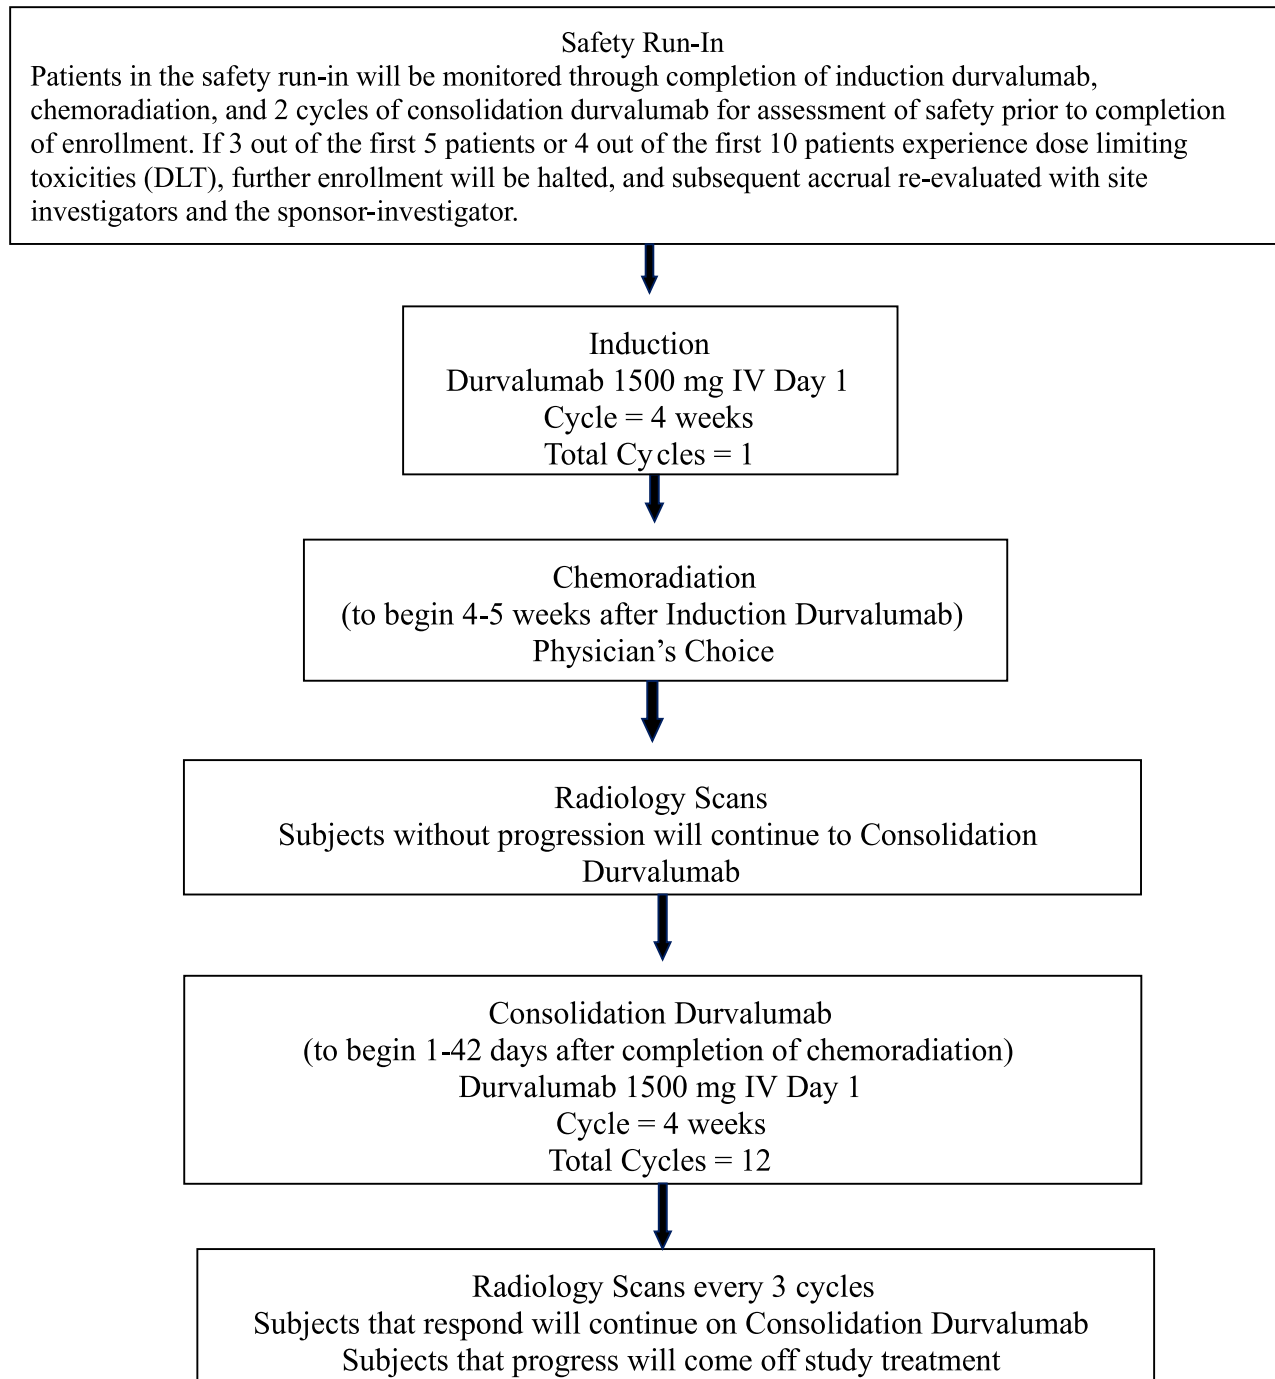 Safety Run-In
Patients in the safety run-in will be monitored through completion of induction durvalumab,
chemoradiation, and 2 cycles of consolidation durvalumab for assessment of safety prior to completion
of enrollment. If 3 out of the first 5 patients or 4 out of the first 10 patients experience dose limiting
toxicities (DLT), further enrollment will be halted, and subsequent accrual re-evaluated with site
investigators and the sponsor-investigator.
Induction
Durvalumab 1500 mg IV Day 1
Cycle = 4 weeks
Total Cycles = 1
Chemoradiation
(to begin 4-5 weeks after Induction Durvalumab)
Physician’s Choice
Radiology Scans
Subjects without progression will continue to Consolidation
Durvalumab
Consolidation Durvalumab
(to begin 1-42 days after completion of chemoradiation)
Durvalumab 1500 mg IV Day 1
Cycle = 4 weeks
Total Cycles = 12
Radiology Scans every 3 cycles
Subjects that respond will continue on Consolidation Durvalumab
Subjects that progress will come off study treatment